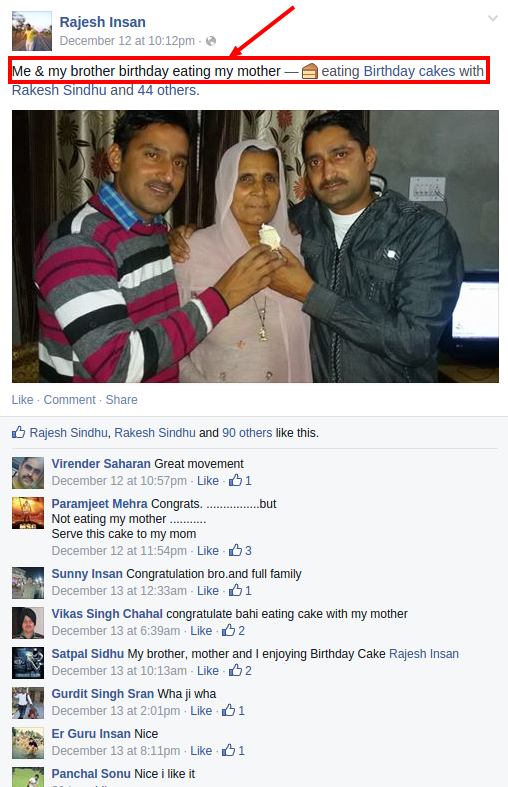 Rajesh Insan
December 12 at 10:12pm ·
Me & my brother birthday eating my mother — eating Birthday cakes with
Rakesh Sindhu and 44 others.
Like · Comment · Share
Rajesh Sindhu, Rakesh Sindhu and 90 others like this.
Virender Saharan Great movement
December 12 at 10:57pm · Like · 1
Paramjeet Mehra Congrats. ................but
Not eating my mother ...........
Serve this cake to my mom
December 12 at 11:54pm · Like · 3
Sunny Insan Congratulation bro.and full family
December 13 at 12:33am · Like · 1
Vikas Singh Chahal congratulate bahi eating cake with my mother
December 13 at 6:39am · Like · 2
Satpal Sidhu My brother, mother and I enjoying Birthday Cake Rajesh Insan
December 13 at 10:13am · Like · 2
Gurdit Singh Sran Wha ji wha
December 13 at 2:01pm · Like · 1
Er Guru Insan Nice
December 13 at 8:11pm · Like · 1
Panchal Sonu Nice i like it